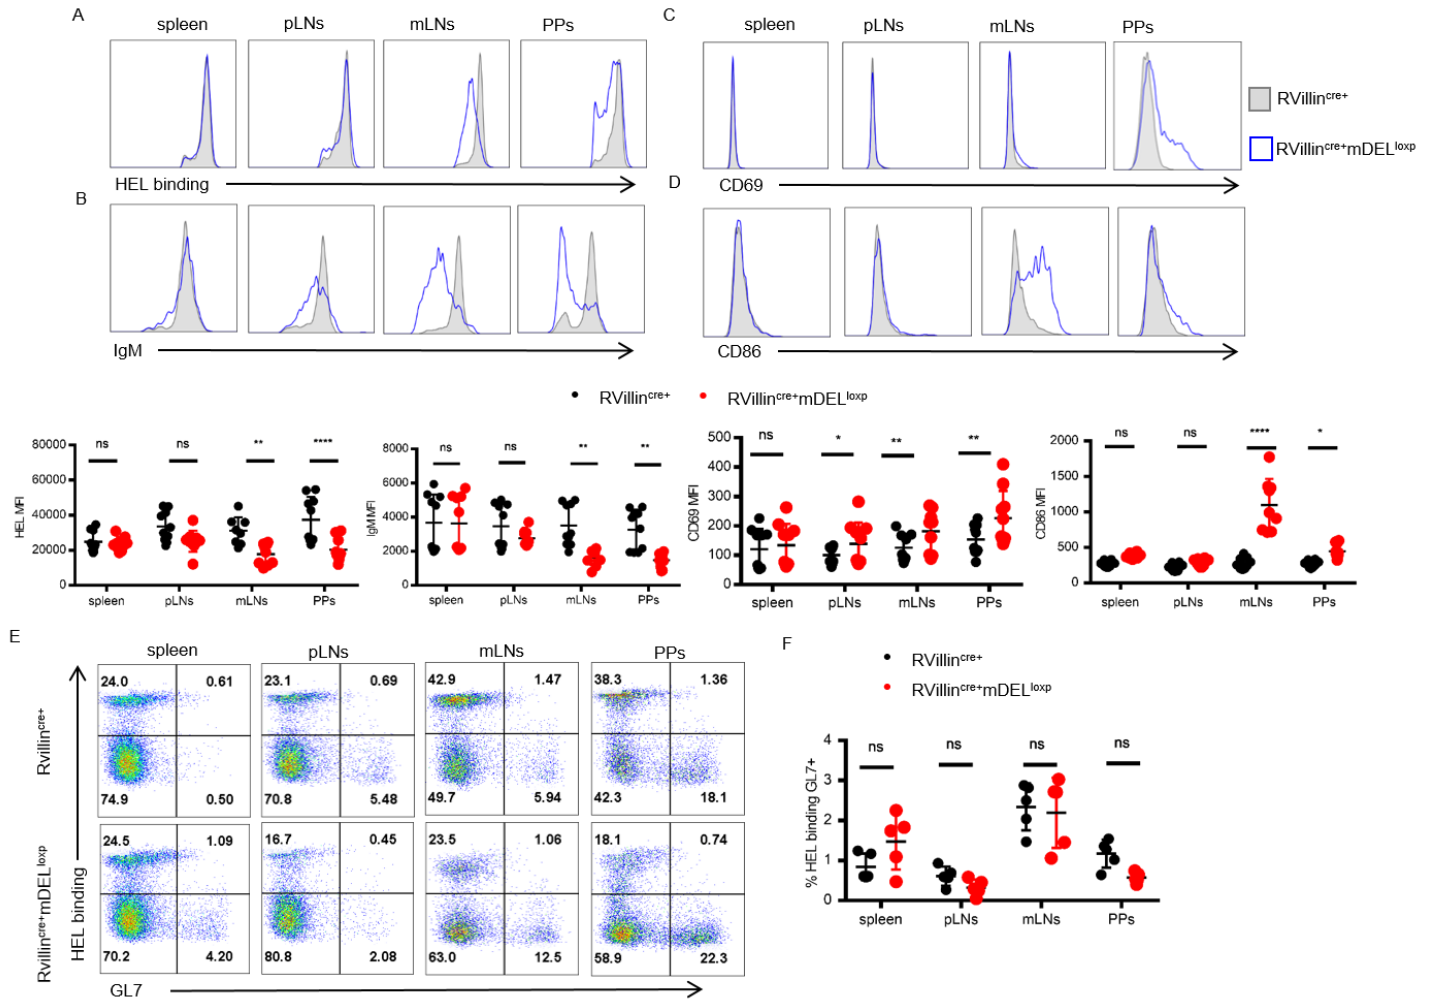 A
spleen pLNs mLNs PPs
HEL binding
B
IgM
C
spleen pLNs mLNs PPs
CD69
D
CD86
RVillincre+
RVillincre+mDELloxp
RVillincre+ RVillincre+mDELloxp
HEL MFI
80000
60000
40000
20000
0
ns ns ** ****
spleen pLNs mLNs PPs
IgM MFI
8000
6000
4000
2000
0
ns ns ** **
spleen pLNs mLNs PPs
CD69 MFI
500
400
300
200
100
0
ns * ** **
spleen pLNs mLNs PPs
CD86 MFI
2000
1500
1000
500
0
ns ns **** *
spleen pLNs mLNs PPs
E
spleen pLNs mLNs PPs
Rvillincre+
24.0 0.61 23.1 0.69 42.9 1.47 38.3 1.36
74.9 0.50 70.8 5.48 49.7 5.94 42.3 18.1
Rvillincre+mDELloxp
24.5 1.09 16.7 0.45 23.5 1.06 18.1 0.74
70.2 4.20 80.8 2.08 63.0 12.5 58.9 22.3
HEL binding
GL7
F
RVillincre+
RVillincre+mDELloxp
% HEL binding GL7+
4
3
2
1
0
ns ns ns ns
spleen pLNs mLNs PPs